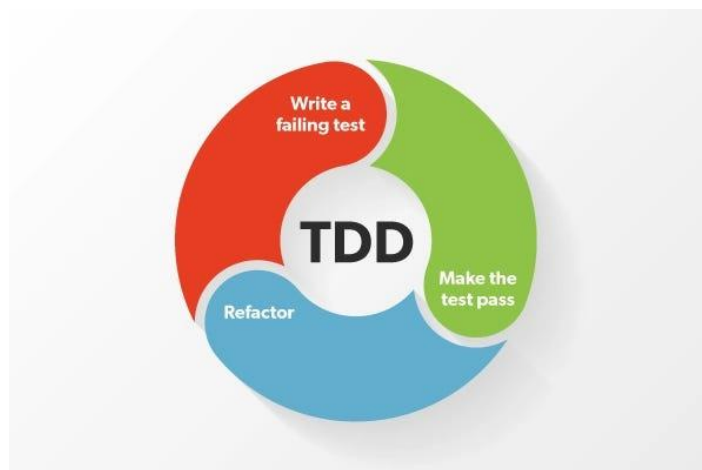 Write a
failing test
TDD
Make the
test pass
Refactor